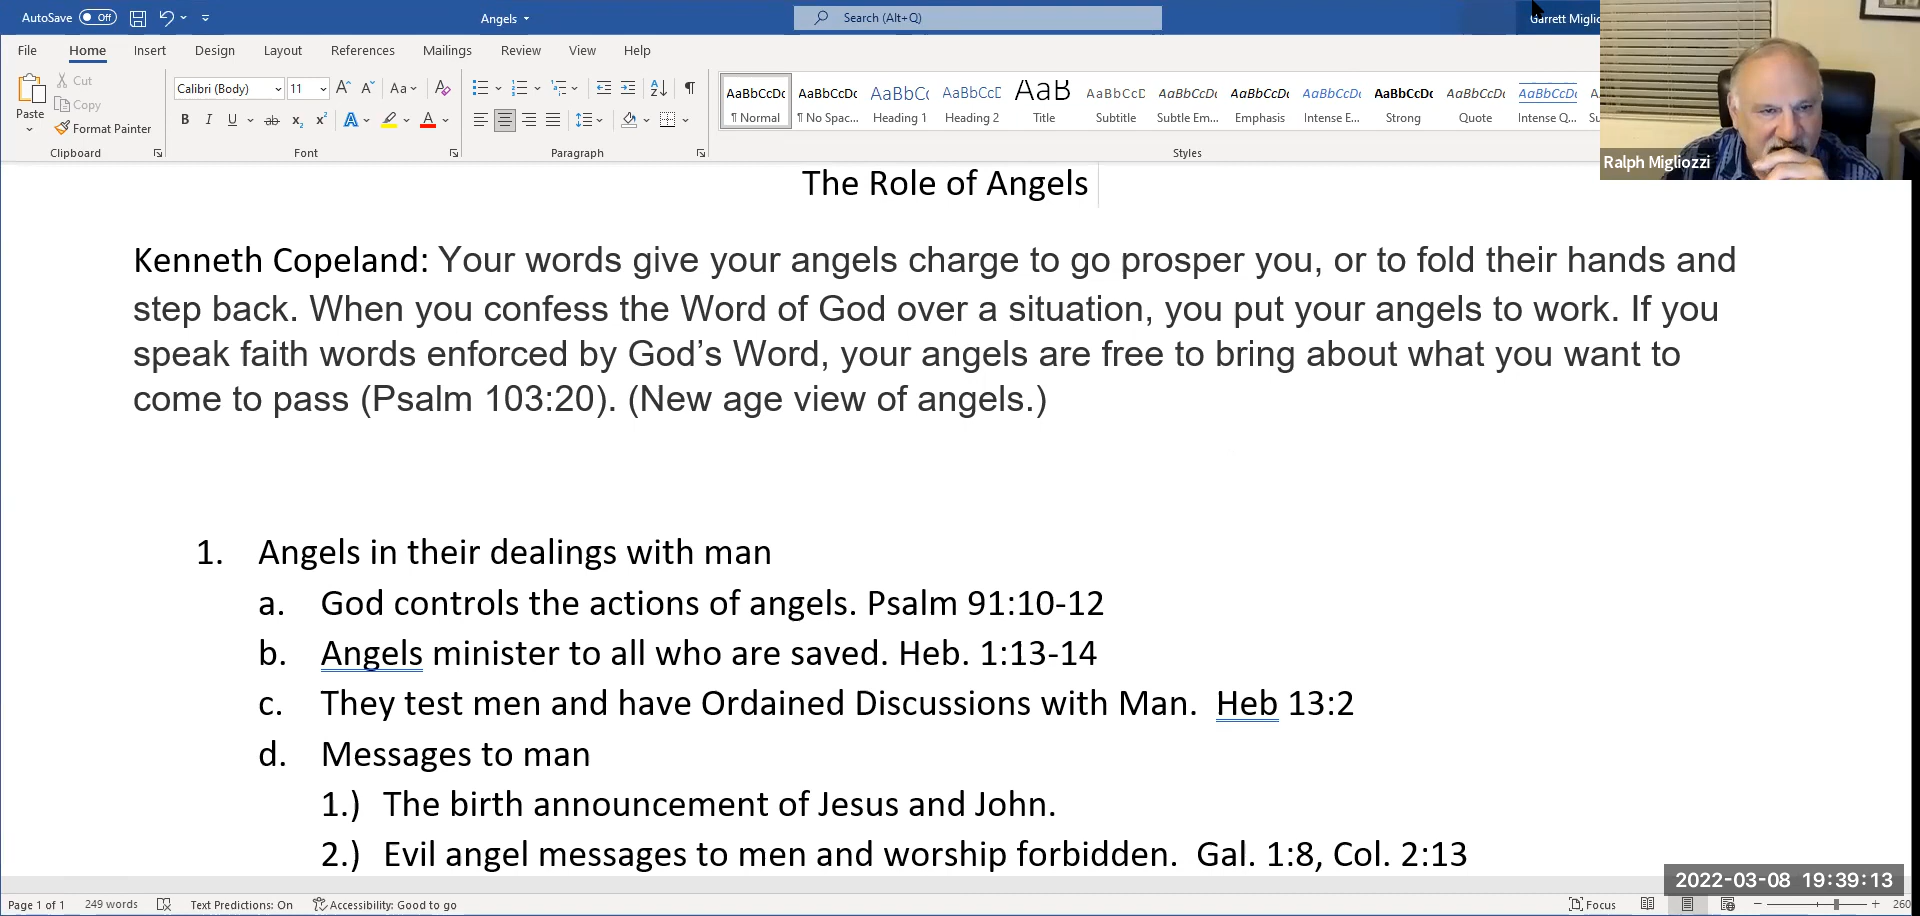 AutoSave Off Angels Search (Alt+Q) Garrett Miglio
File Home Insert Design Layout References Mailings Review View Help
Paste Cut Copy Format Painter
Calibri (Body) 11 Aa
B I U ab x₂ x² A A
AaBbCcDc AaBbCcDc AaBbCc AaBbCcD AaB AaBbCcD AaBbCcDc AaBbCcDc AaBbCcDc AaBbCcDc AaBbCcDc AaBbCcDc
¶ Normal ¶ No Spac... Heading 1 Heading 2 Title Subtitle Subtle Em... Emphasis Intense E... Strong Quote Intense Q...
Clipboard Font Paragraph Styles
Ralph Migliozzi
The Role of Angels
Kenneth Copeland: Your words give your angels charge to go prosper you, or to fold their hands and
step back. When you confess the Word of God over a situation, you put your angels to work. If you
speak faith words enforced by God’s Word, your angels are free to bring about what you want to
come to pass (Psalm 103:20). (New age view of angels.)
1. Angels in their dealings with man
a. God controls the actions of angels. Psalm 91:10-12
b. Angels minister to all who are saved. Heb. 1:13-14
c. They test men and have Ordained Discussions with Man. Heb 13:2
d. Messages to man
1.) The birth announcement of Jesus and John.
2.) Evil angel messages to men and worship forbidden. Gal. 1:8, Col. 2:13
2022-03-08 19:39:13
Page 1 of 1 249 words Text Predictions: On Accessibility: Good to go Focus 260